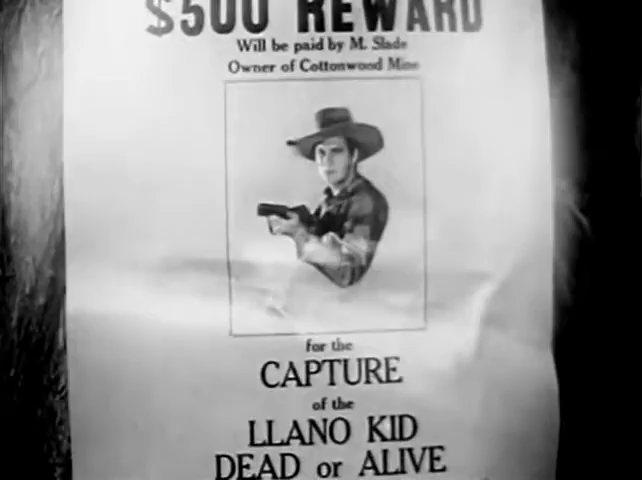 $500 REWARD
Will be paid by M. Slade
Owner of Cottonwood Mine
for the
CAPTURE
of the
LLANO KID
DEAD or ALIVE